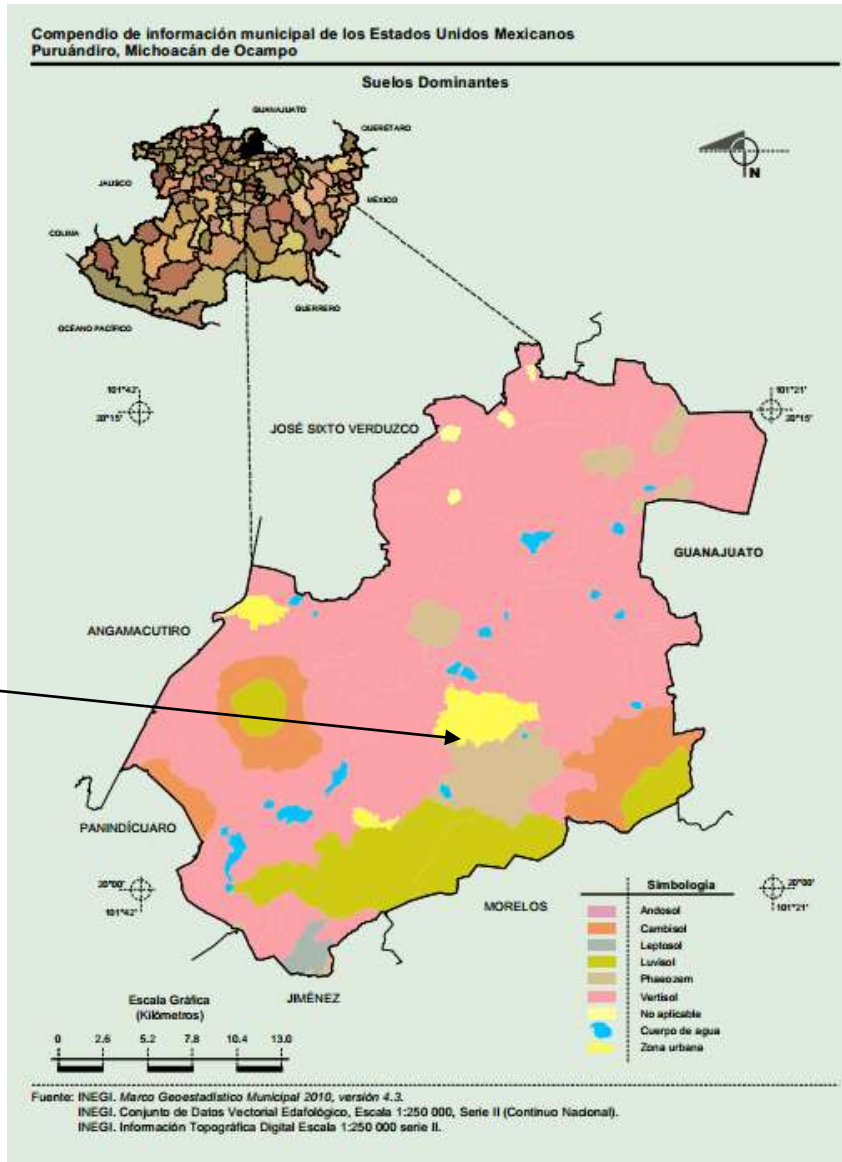 Compendio de información municipal de los Estados Unidos Mexicanos
Puruándiro, Michoacán de Ocampo
Suelos Dominantes
GUANAJUATO
QUERÉTARO
JALISCO
MÉXICO
COLIMA
GUERRERO
OCÉANO PACÍFICO
N
101°42'
20°15'
101°21'
20°15'
JOSÉ SIXTO VERDUZCO
GUANAJUATO
ANGAMACUTIRO
PANINDÍCUARO
20°00'
101°42'
MORELOS
20°00'
101°21'
JIMÉNEZ
Simbología
Andosol
Cambisol
Leptosol
Luvisol
Phaeozem
Vertisol
No aplicable
Cuerpo de agua
Zona urbana
Escala Gráfica
(Kilómetros)
0 2.6 5.2 7.8 10.4 13.0
Fuente: INEGI. Marco Geoestadístico Municipal 2010, versión 4.3.
INEGI. Conjunto de Datos Vectorial Edafológico, Escala 1:250 000, Serie II (Continuo Nacional).
INEGI. Información Topográfica Digital Escala 1:250 000 serie II.